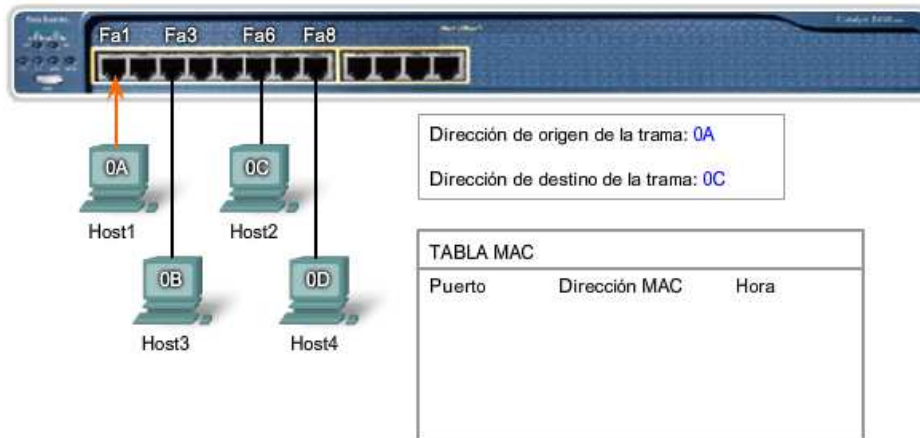 Fa1 Fa3 Fa6 Fa8
0A
0C
Host1
Host2
0B
0D
Host3
Host4
Dirección de origen de la trama: 0A
Dirección de destino de la trama: 0C
TABLA MAC
Puerto Dirección MAC Hora